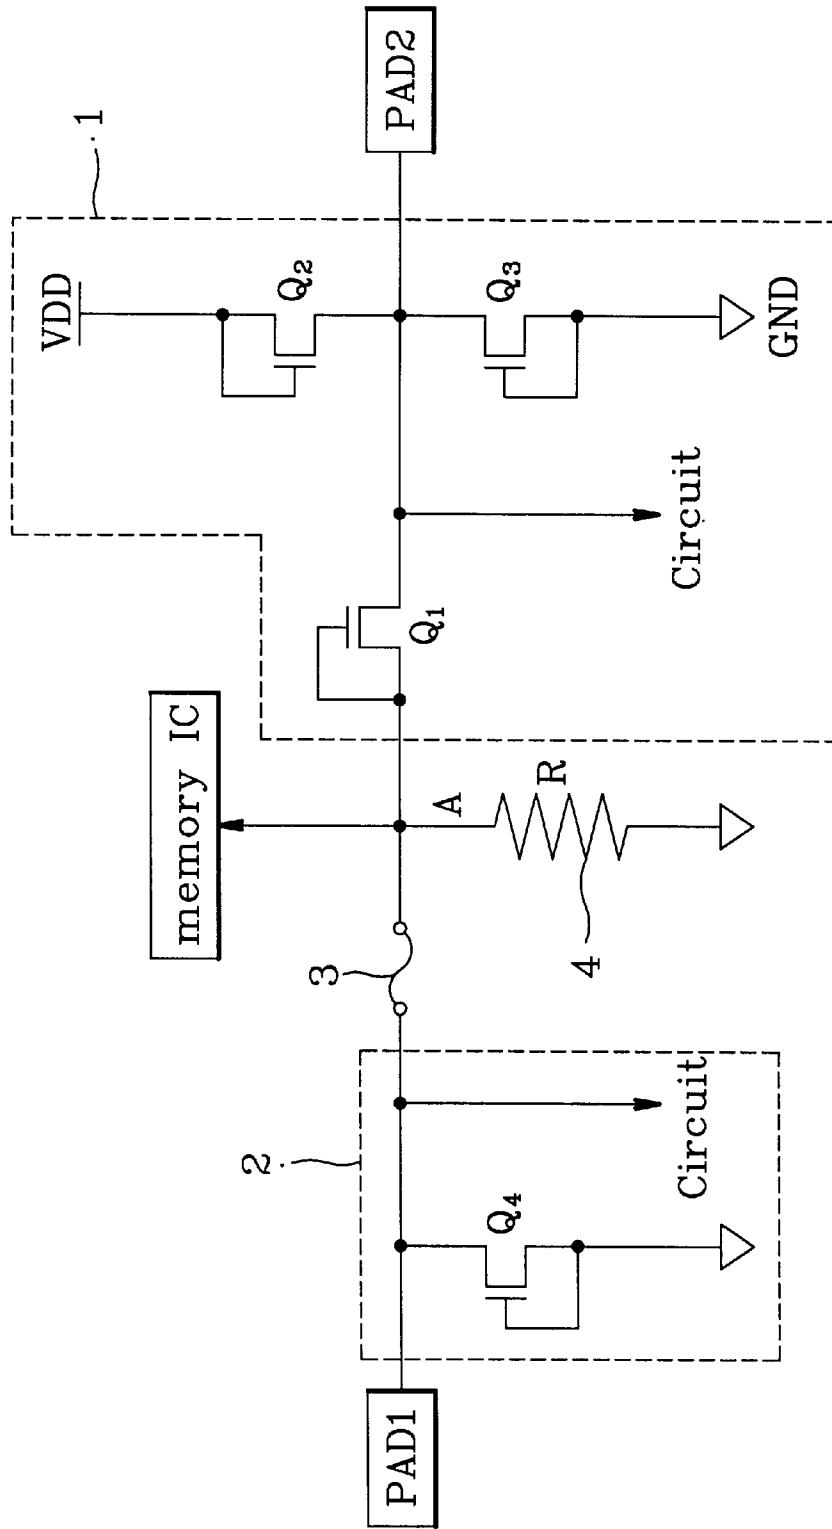 1
VDD
Q2
PAD2
Q3
GND
Circuit
Q1
memory IC
A
R
3
4
2
Circuit
Q4
PAD1